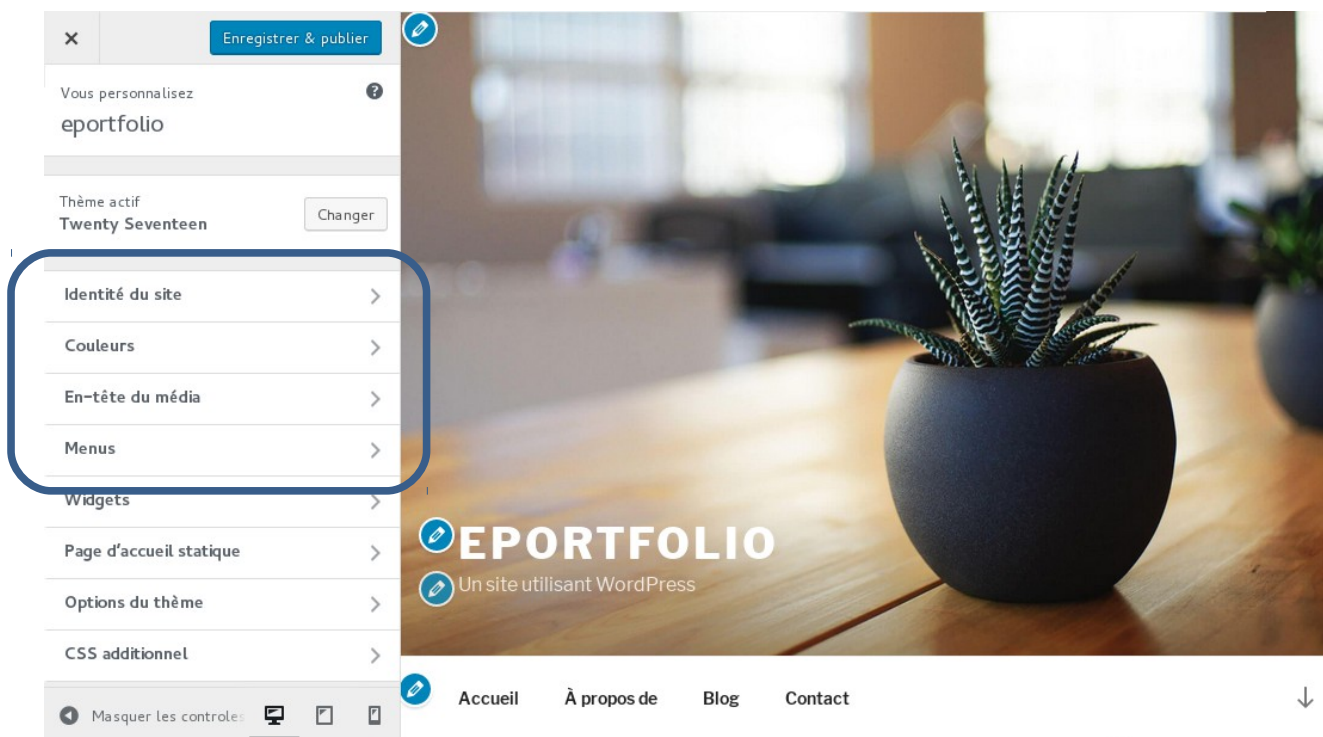 Enregistrer & publier
Vous personnalisez
eportfolio
Thème actif
Twenty Seventeen
Changer
Identité du site
Couleurs
En-tête du média
Menus
Widgets
Page d'accueil statique
Options du thème
CSS additionnel
Masquer les controles
EPORTFOLIO
Un site utilisant WordPress
Accueil À propos de Blog Contact